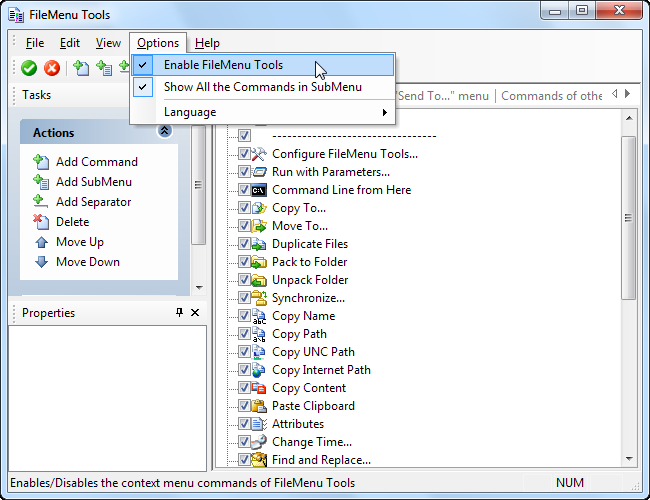 FileMenu Tools
File Edit View Options Help
Enable FileMenu Tools
Show All the Commands in SubMenu
Language
Tasks
"Send To..." menu | Commands of othe
Actions
Add Command
Add SubMenu
Add Separator
Delete
Move Up
Move Down
Properties
---------------------------------
Configure FileMenu Tools...
Run with Parameters...
C:\
Command Line from Here
Copy To...
Move To...
Duplicate Files
Pack to Folder
Unpack Folder
Synchronize...
abc
Copy Name
Copy Path
Copy UNC Path
Copy Internet Path
Copy Content
Paste Clipboard
Attributes
Change Time...
Find and Replace...
Enables/Disables the context menu commands of FileMenu Tools NUM